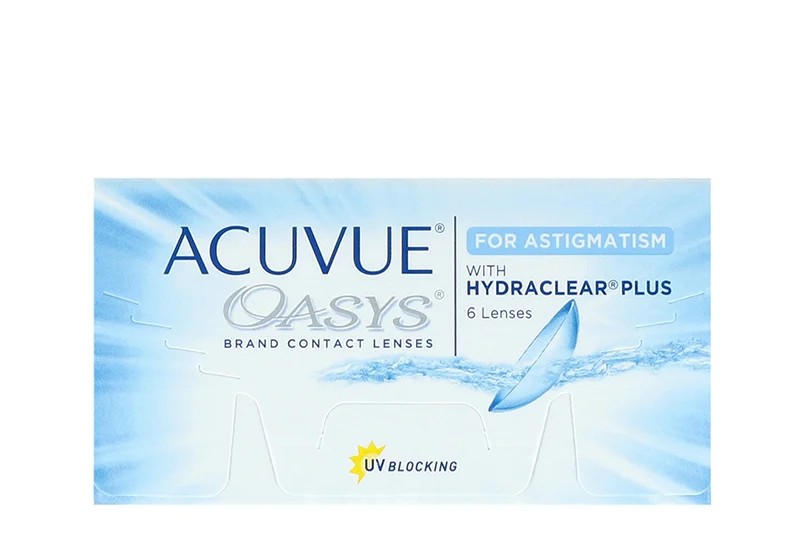 ACUVUE®
OASYS®
BRAND CONTACT LENSES
FOR ASTIGMATISM
WITH
HYDRACLEAR® PLUS
6 Lenses
UV BLOCKING